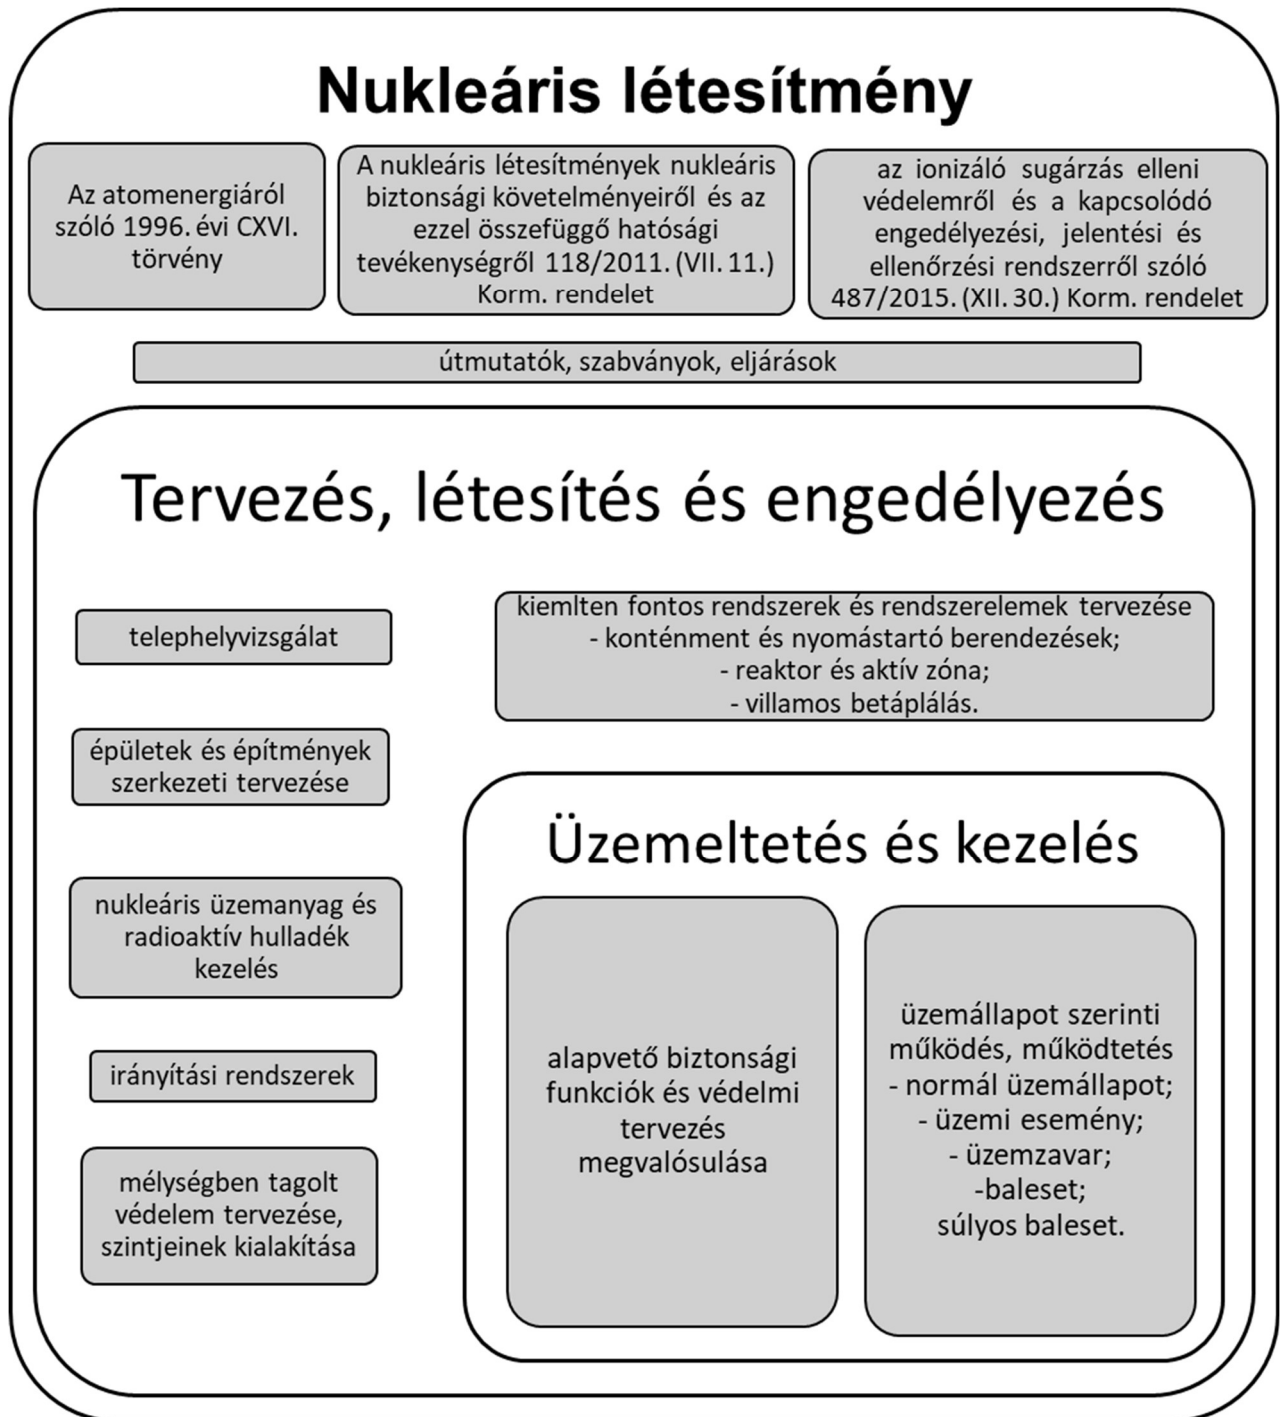 Nukleáris létesítmény
Az atomenergiáról
szóló 1996. évi CXVI.
törvény
A nukleáris létesítmények nukleáris
biztonsági követelményeiről és az
ezzel összefüggő hatósági
tevékenységről 118/2011. (VII. 11.)
Korm. rendelet
az ionizáló sugárzás elleni
védelemről és a kapcsolódó
engedélyezési, jelentési és
ellenőrzési rendszerről szóló
487/2015. (XII. 30.) Korm. rendelet
útmutatók, szabványok, eljárások
Tervezés, létesítés és engedélyezés
telephelyvizsgálat
épületek és építmények
szerkezeti tervezése
nukleáris üzemanyag és
radioaktív hulladék
kezelés
irányítási rendszerek
mélységben tagolt
védelem tervezése,
szintjeinek kialakítása
kiemlten fontos rendszerek és rendszerelemek tervezése
- konténment és nyomástartó berendezések;
- reaktor és aktív zóna;
- villamos betáplálás.
Üzemeltetés és kezelés
alapvető biztonsági
funkciók és védelmi
tervezés
megvalósulása
üzemállapot szerinti
működés, működtetés
- normál üzemállapot;
- üzemi esemény;
- üzemzavar;
-baleset;
súlyos baleset.